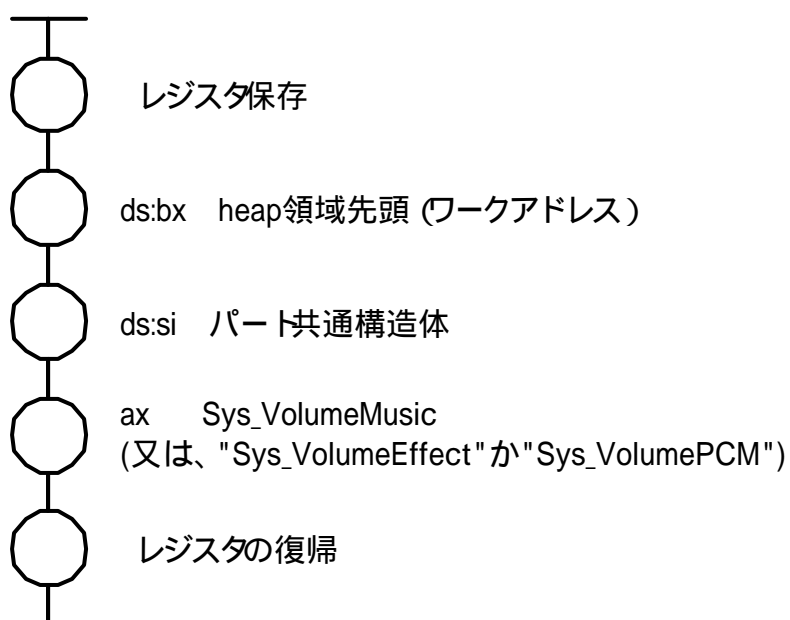 レジスタ保存
ds:bx　heap領域先頭 (ワークアドレス)
ds:si　パート共通構造体
ax　Sys_VolumeMusic
(又は、"Sys_VolumeEffect"か"Sys_VolumePCM")
レジスタの復帰